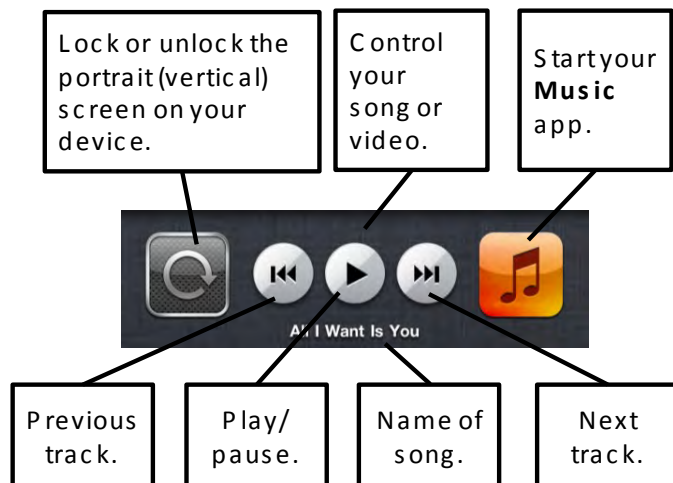 Lock or unlock the
portrait (vertical)
screen on your
device.
Control
your
song or
video.
Start your
Music
app.
All I Want Is You
Previous
track.
Play/
pause.
Name of
song.
Next
track.